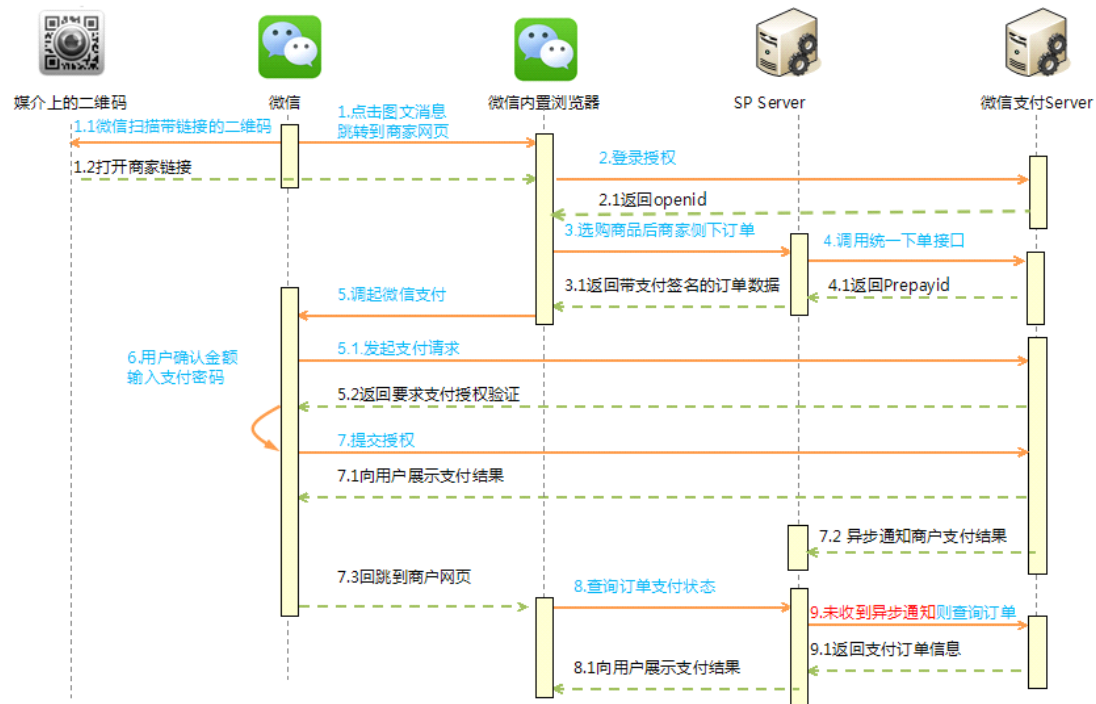 媒介上的二维码
微信
微信内置浏览器
SP Server
微信支付Server
1.1微信扫描带链接的二维码
1.点击图文消息
跳转到商家网页
1.2打开商家链接
2.登录授权
2.1返回openid
3.选购商品后商家侧下订单
4.调用统一下单接口
3.1返回带支付签名的订单数据
4.1返回Prepayid
5.调起微信支付
5.1.发起支付请求
6.用户确认金额
输入支付密码
5.2返回要求支付授权验证
7.提交授权
7.1向用户展示支付结果
7.2 异步通知商户支付结果
7.3回跳到商户网页
8.查询订单支付状态
9.未收到异步通知则查询订单
9.1返回支付订单信息
8.1向用户展示支付结果